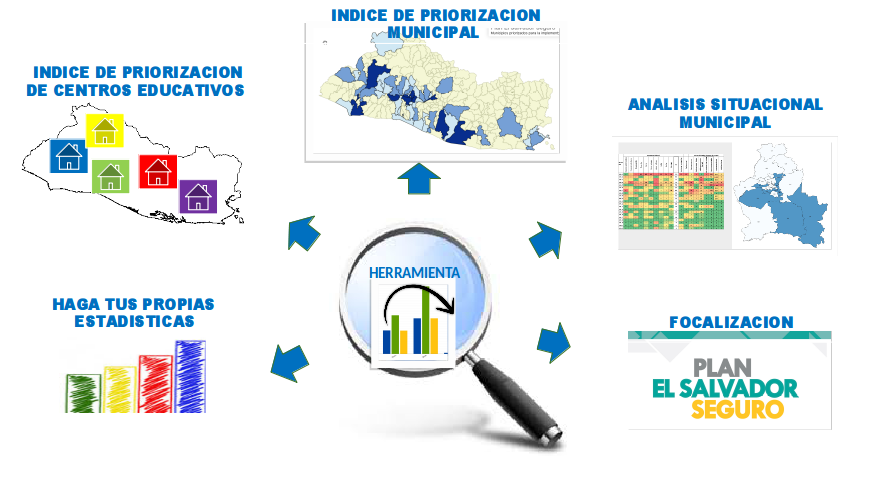 INDICE DE PRIORIZACION
MUNICIPAL
INDICE DE PRIORIZACION
DE CENTROS EDUCATIVOS
ANALISIS SITUACIONAL
MUNICIPAL
HERRAMIENTA
HAGA TUS PROPIAS
ESTADISTICAS
FOCALIZACION
PLAN
EL SALVADOR
SEGURO